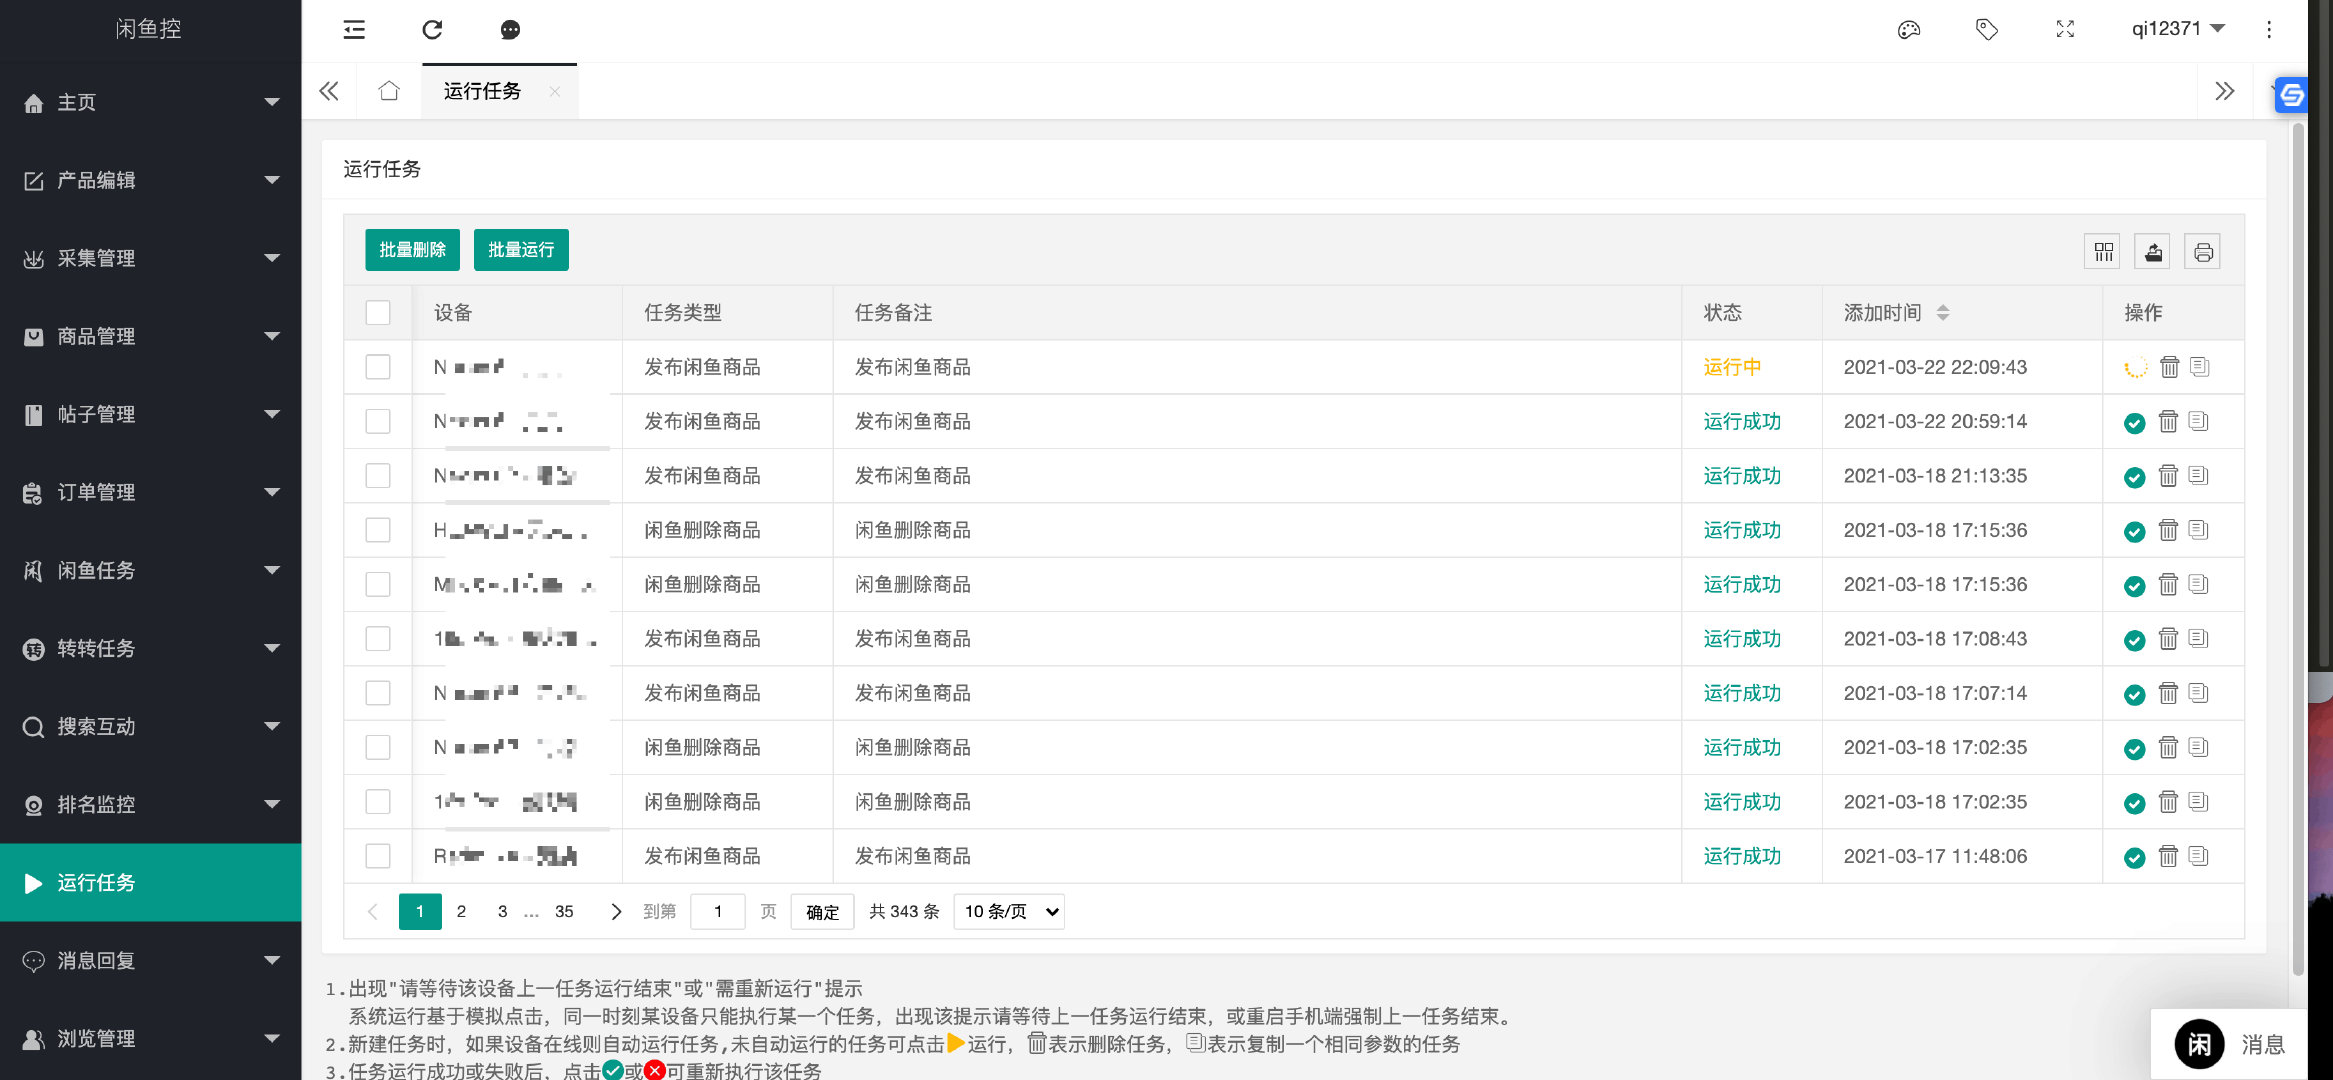 闲鱼控
qi12371
主页
运行任务
产品编辑
运行任务
采集管理
批量删除 批量运行
商品管理
设备 任务类型 任务备注 状态 添加时间 操作
发布闲鱼商品 发布闲鱼商品 运行中 2021-03-22 22:09:43
帖子管理
发布闲鱼商品 发布闲鱼商品 运行成功 2021-03-22 20:59:14
发布闲鱼商品 发布闲鱼商品 运行成功 2021-03-18 21:13:35
订单管理
闲鱼删除商品 闲鱼删除商品 运行成功 2021-03-18 17:15:36
闲鱼任务
闲鱼删除商品 闲鱼删除商品 运行成功 2021-03-18 17:15:36
转转任务
发布闲鱼商品 发布闲鱼商品 运行成功 2021-03-18 17:08:43
发布闲鱼商品 发布闲鱼商品 运行成功 2021-03-18 17:07:14
搜索互动
闲鱼删除商品 闲鱼删除商品 运行成功 2021-03-18 17:02:35
排名监控
闲鱼删除商品 闲鱼删除商品 运行成功 2021-03-18 17:02:35
发布闲鱼商品 发布闲鱼商品 运行成功 2021-03-17 11:48:06
运行任务
1 2 3 … 35 到第 1 页 确定 共 343 条 10 条/页
消息回复
浏览管理
1.出现"请等待该设备上一任务运行结束"或"需重新运行"提示
系统运行基于模拟点击，同一时刻某设备只能执行某一个任务，出现该提示请等待上一任务运行结束，或重启手机端强制上一任务结束。
2.新建任务时，如果设备在线则自动运行任务,未自动运行的任务可点击运行，表示删除任务，表示复制一个相同参数的任务
3.任务运行成功或失败后，点击或可重新执行该任务
闲 消息